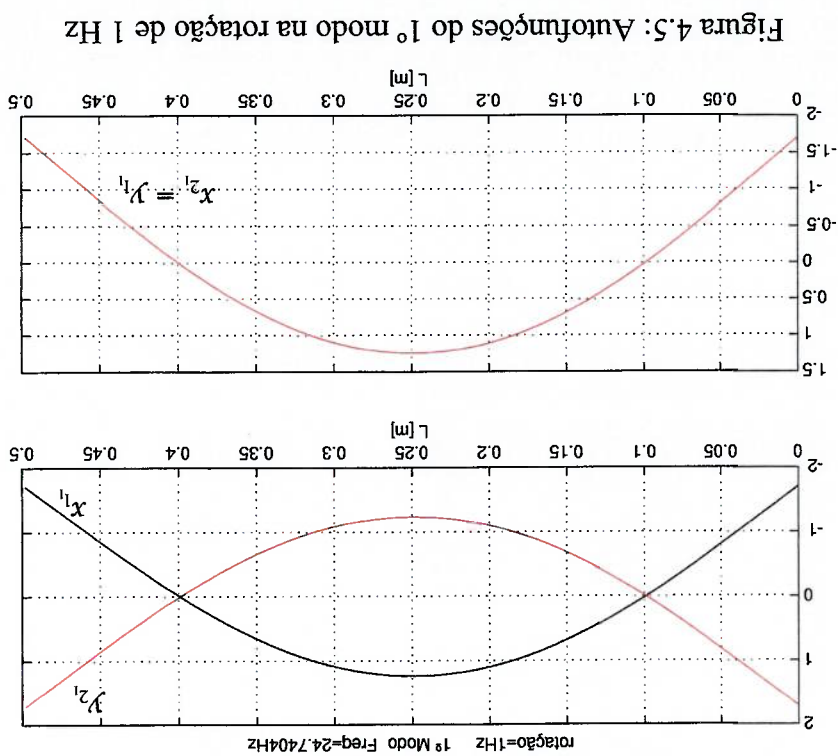 rotação=1Hz 1º Modo Freq=24.7404Hz
2
1
0
-1
-2
y₂₁
x₁₁
0 0.05 0.1 0.15 0.2 0.25 0.3 0.35 0.4 0.45 0.5
L [m]
1.5
1
0.5
0
-0.5
-1
-1.5
-2
x₂₁ = y₁₁
0 0.05 0.1 0.15 0.2 0.25 0.3 0.35 0.4 0.45 0.5
L [m]
Figura 4.5: Autofunções do 1º modo na rotação de 1 Hz